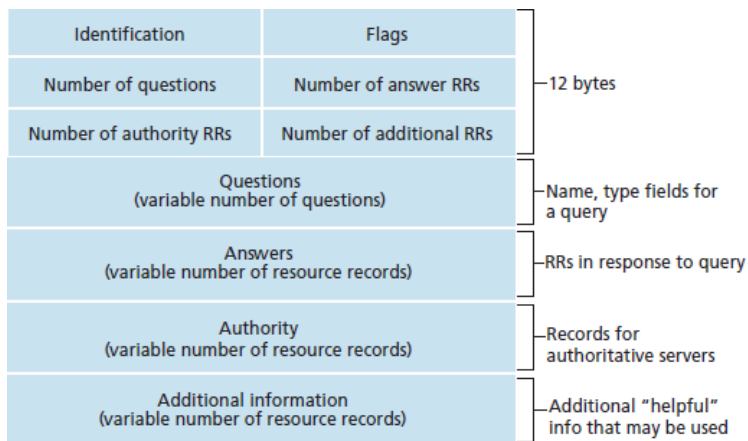 Identification
Flags
Number of questions
Number of answer RRs
12 bytes
Number of authority RRs
Number of additional RRs
Questions
(variable number of questions)
Name, type fields for
a query
Answers
(variable number of resource records)
RRs in response to query
Authority
(variable number of resource records)
Records for
authoritative servers
Additional information
(variable number of resource records)
Additional “helpful”
info that may be used